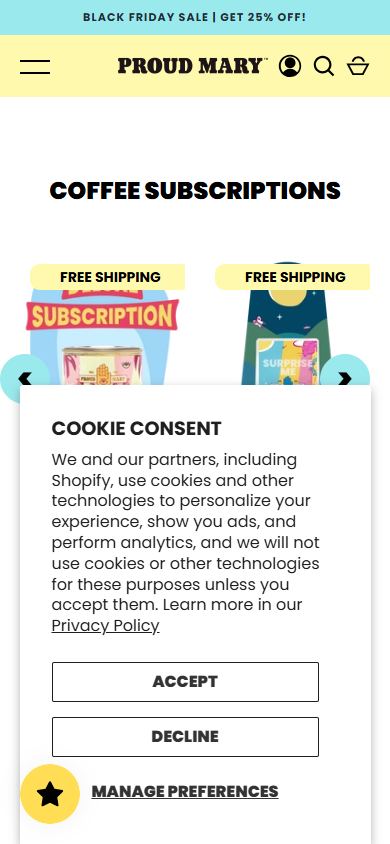 BLACK FRIDAY SALE | GET 25% OFF!
PROUD MARY
COFFEE SUBSCRIPTIONS
FREE SHIPPING
FREE SHIPPING
SUBSCRIPTION
PROUD MARY
SURPRISE
ME
COOKIE CONSENT
We and our partners, including
Shopify, use cookies and other
technologies to personalize your
experience, show you ads, and
perform analytics, and we will not
use cookies or other technologies
for these purposes unless you
accept them. Learn more in our
Privacy Policy
ACCEPT
DECLINE
MANAGE PREFERENCES